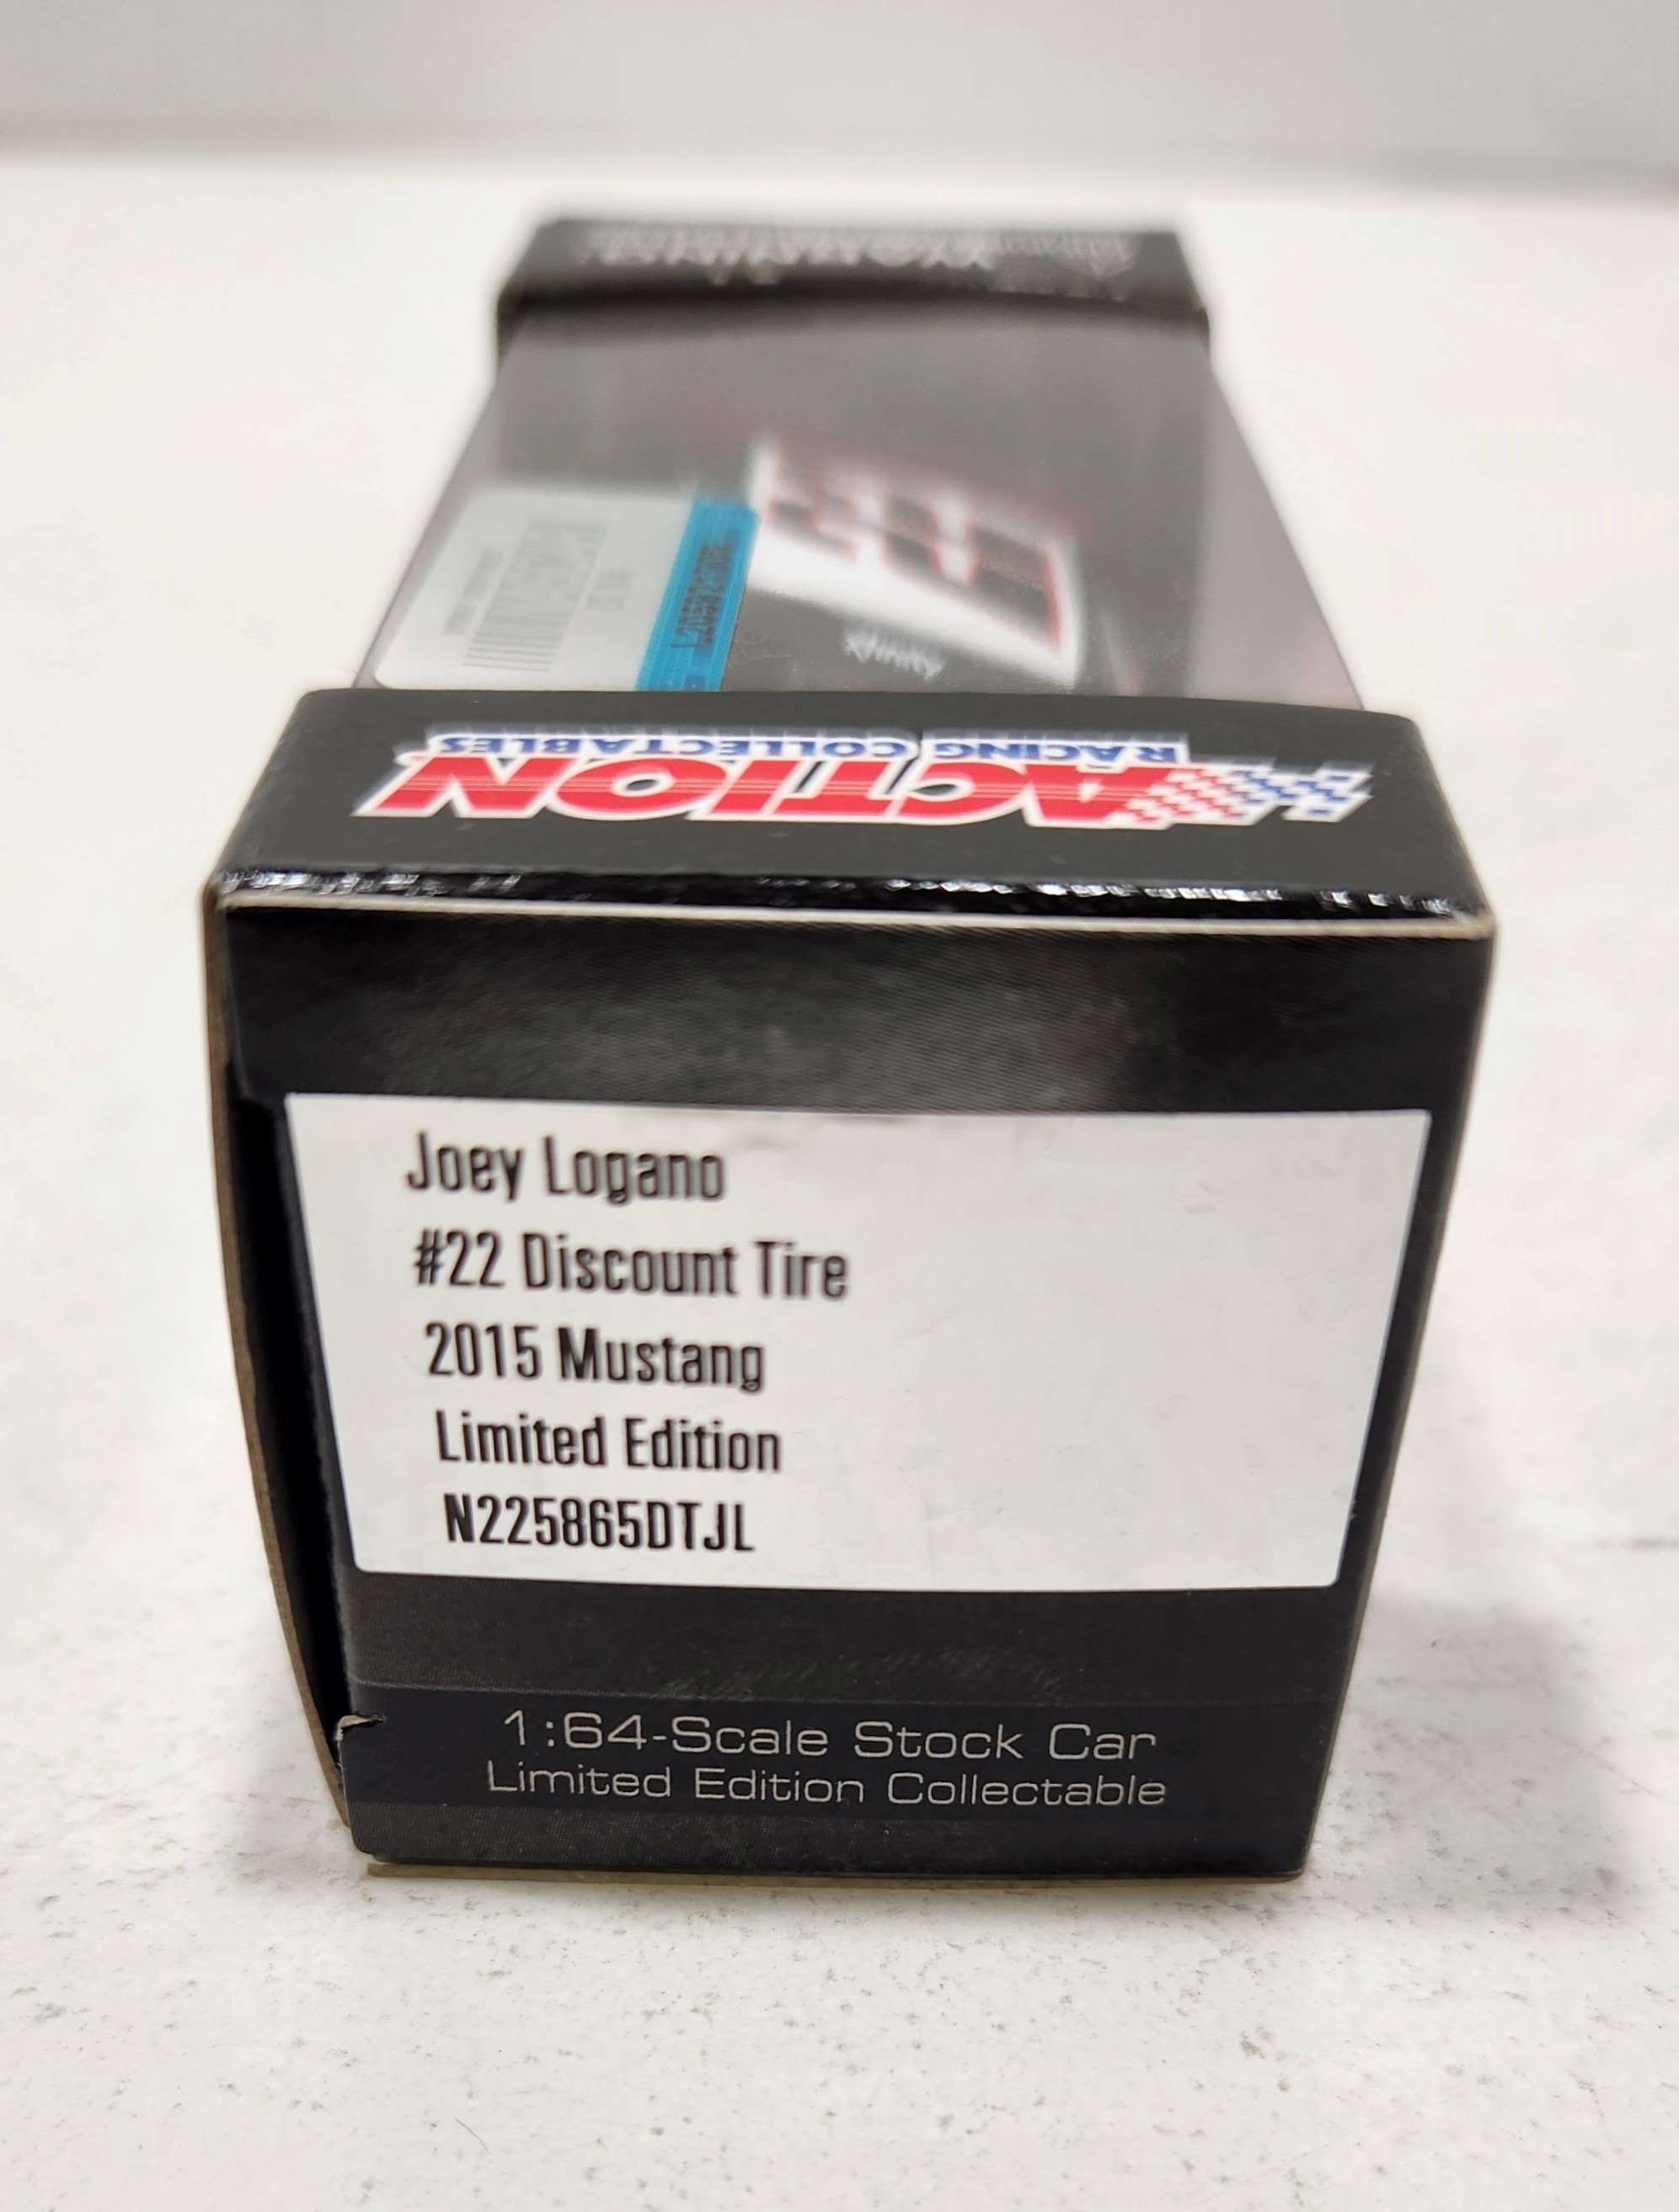 ACTION
RACING COLLECTABLES
Joey Logano
#22 Discount Tire
2015 Mustang
Limited Edition
N225865DTJL
1:64-Scale Stock Car
Limited Edition Collectable